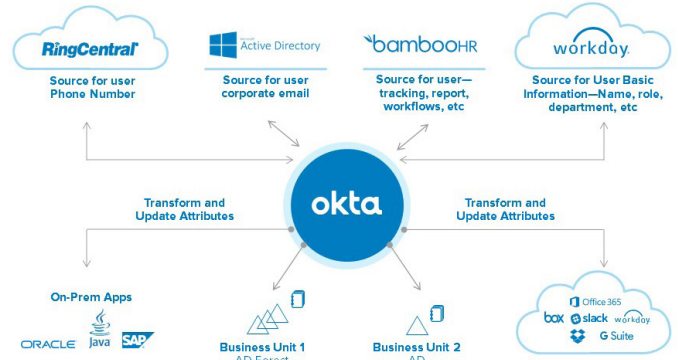 RingCentral®
Microsoft
Active Directory
bambooHR
workday.
Source for user
Phone Number
Source for user
corporate email
Source for user—
tracking, report,
workflows, etc
Source for User Basic
Information—Name, role,
department, etc
okta
Transform and
Update Attributes
Transform and
Update Attributes
On-Prem Apps
ORACLE
Java
SAP
Business Unit 1
AD Forest
Business Unit 2
AD
Office 365
box
slack
workday.
G Suite